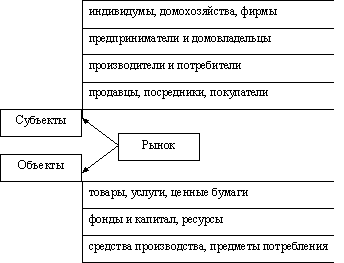 индивидумы, домохозяйства, фирмы
предприниматели и домовладельцы
производители и потребители
продавцы, посредники, покупатели
Субъекты
Рынок
Объекты
товары, услуги, ценные бумаги
фонды и капитал, ресурсы
средства производства, предметы потребления